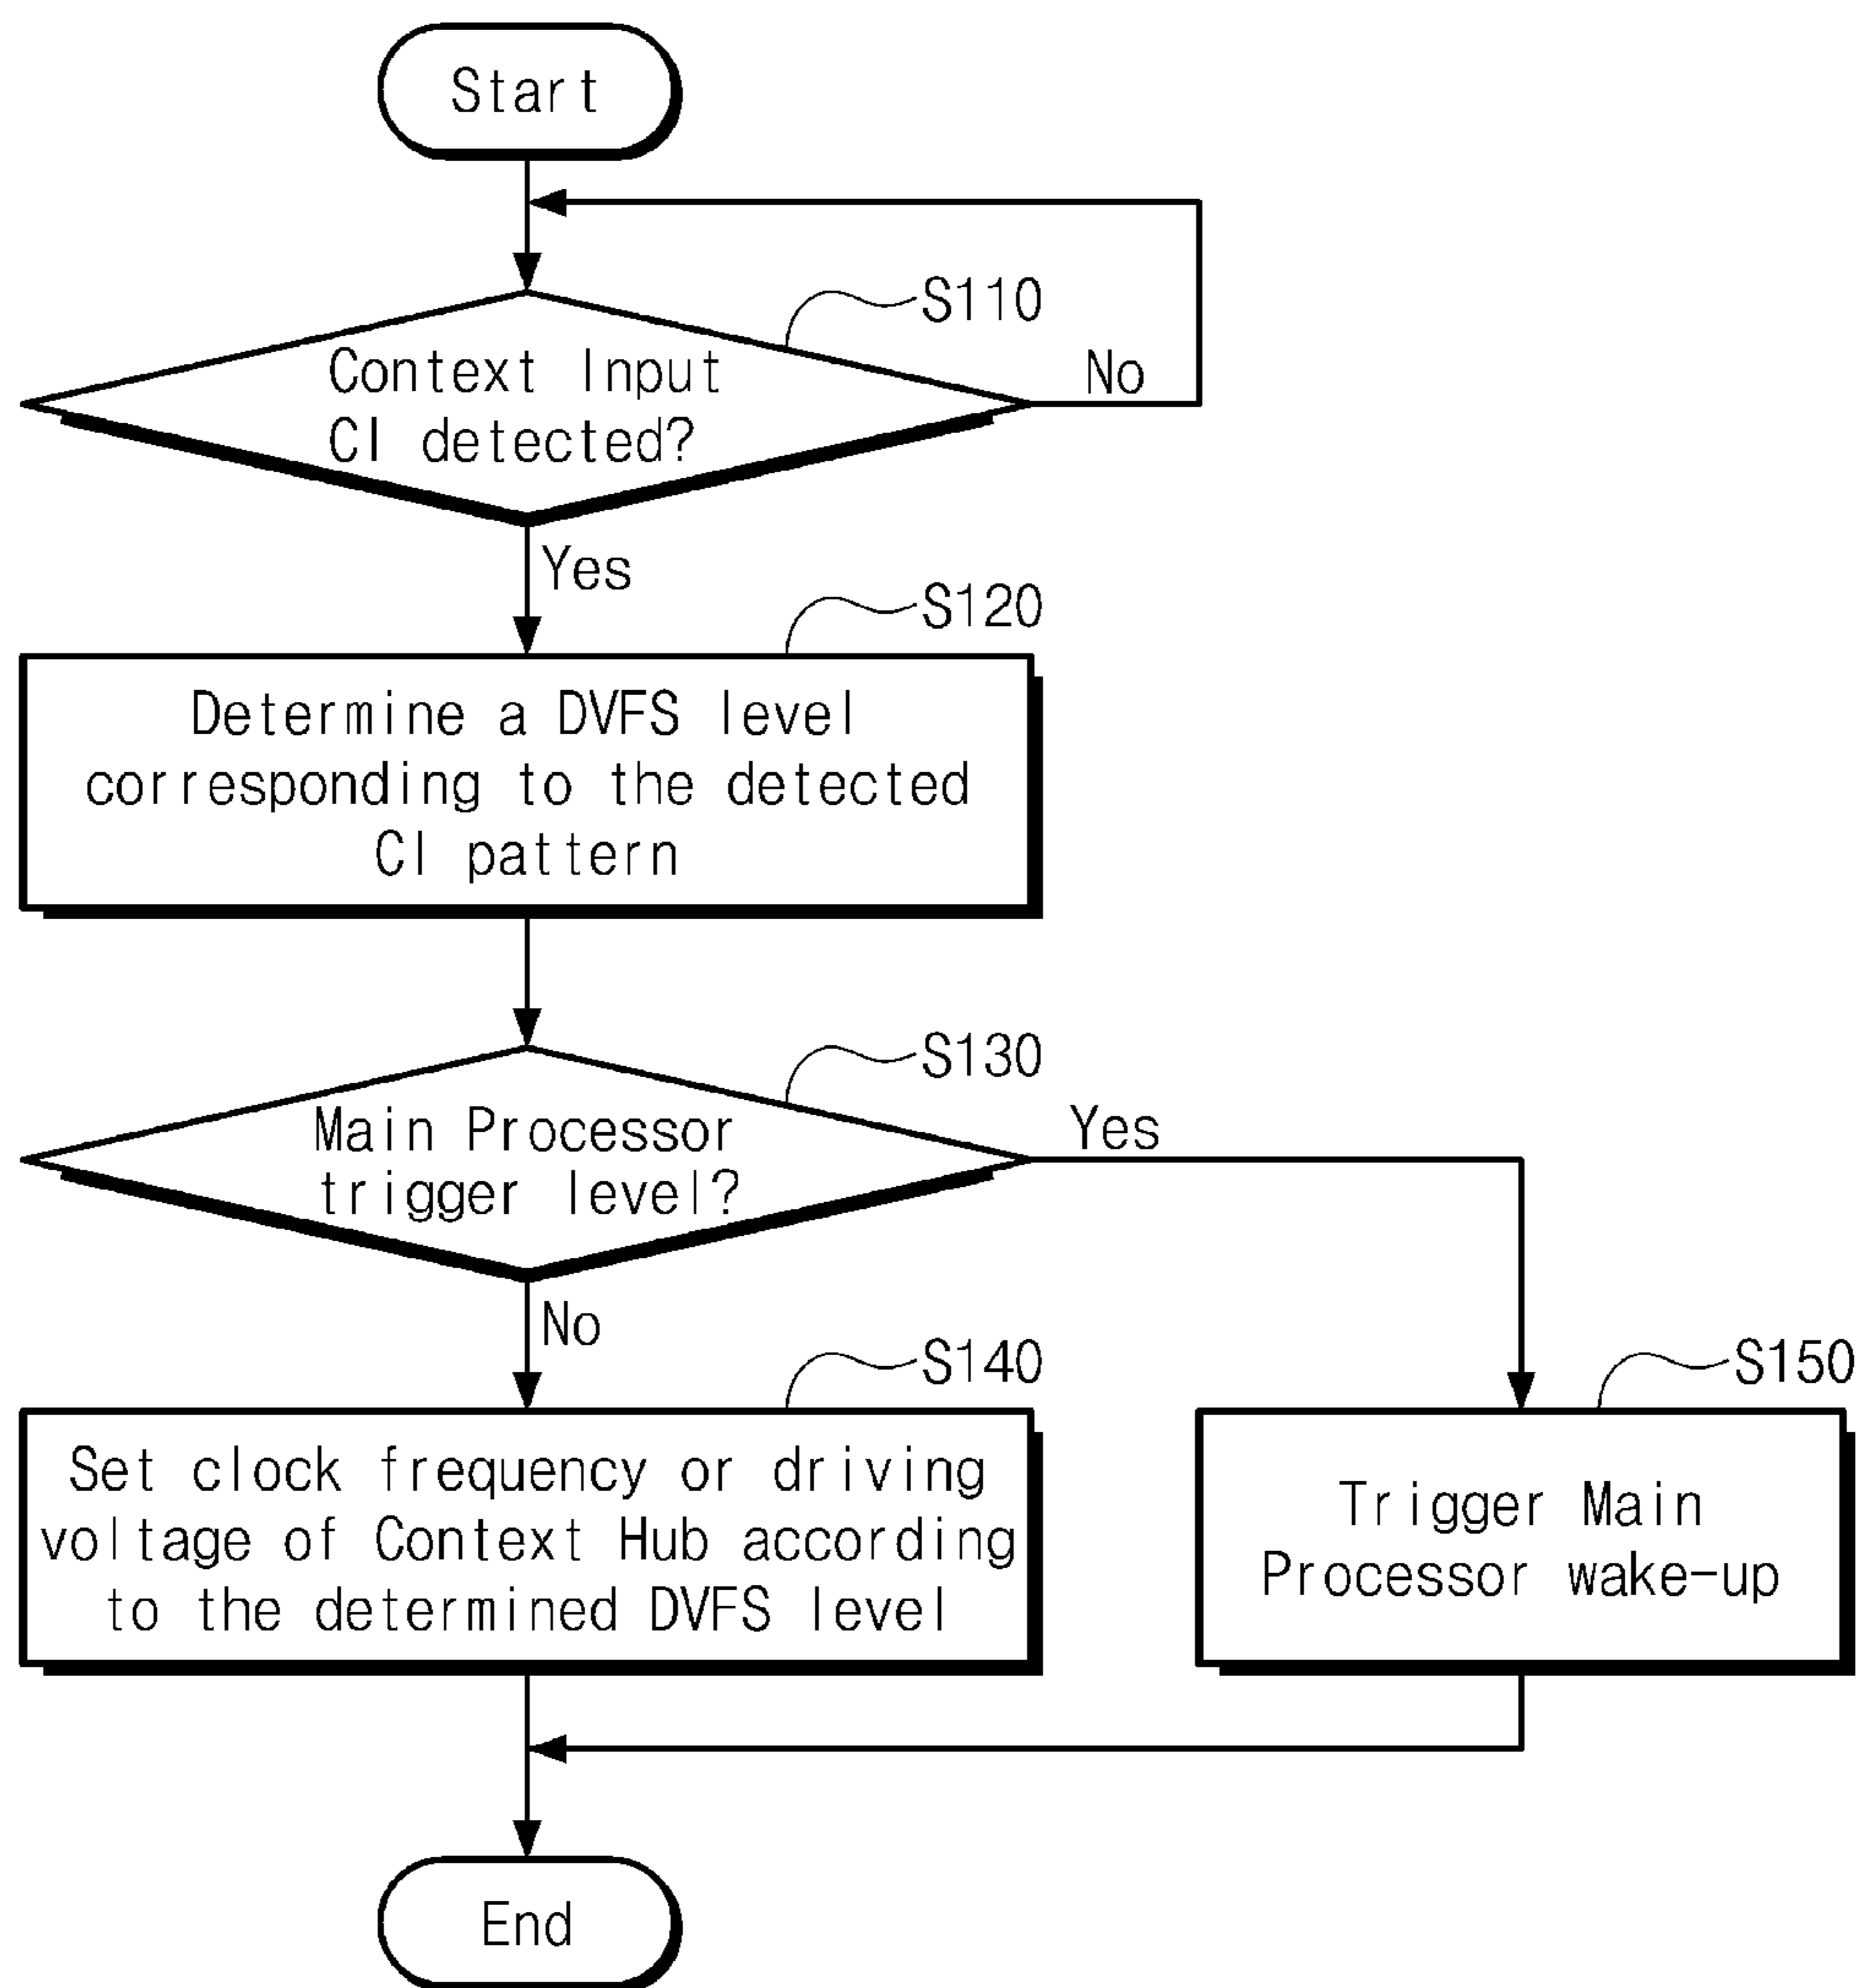 Start
S110
Context Input
CI detected?
No
Yes
S120
Determine a DVFS level
corresponding to the detected
CI pattern
S130
Main Processor
trigger level?
Yes
No
S140
Set clock frequency or driving
voltage of Context Hub according
to the determined DVFS level
S150
Trigger Main
Processor wake-up
End